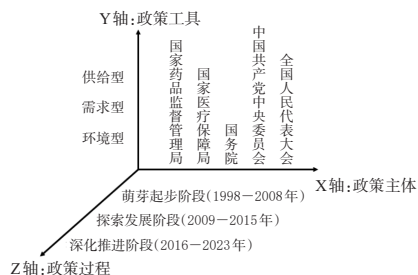 Y轴:政策工具
供给型
需求型
环境型
国家药品监督管理局
国家医疗保障局
国务院
中国共产党中央委员会
全国人民代表大会
X轴:政策主体
萌芽起步阶段(1998-2008年)
探索发展阶段(2009-2015年)
深化推进阶段(2016-2023年)
Z轴:政策过程